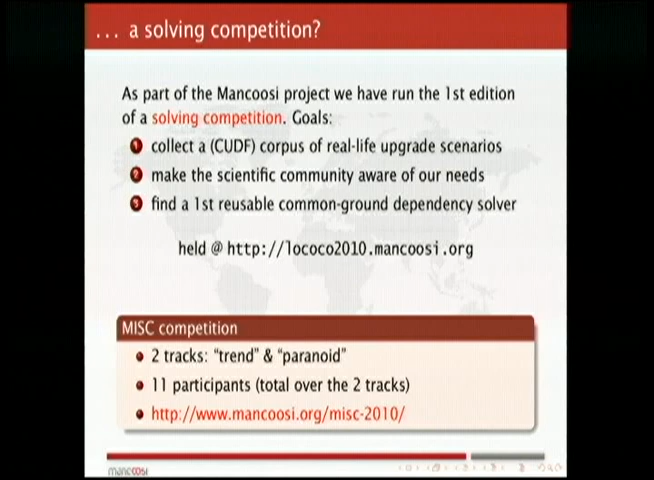 ... a solving competition?
As part of the Mancoosi project we have run the 1st edition
of a solving competition. Goals:
1 collect a (CUDF) corpus of real-life upgrade scenarios
2 make the scientific community aware of our needs
3 find a 1st reusable common-ground dependency solver
held @ http://lococo2010.mancoosi.org
MISC competition
• 2 tracks: “trend” & “paranoid”
• 11 participants (total over the 2 tracks)
• http://www.mancoosi.org/misc-2010/
mancoosi